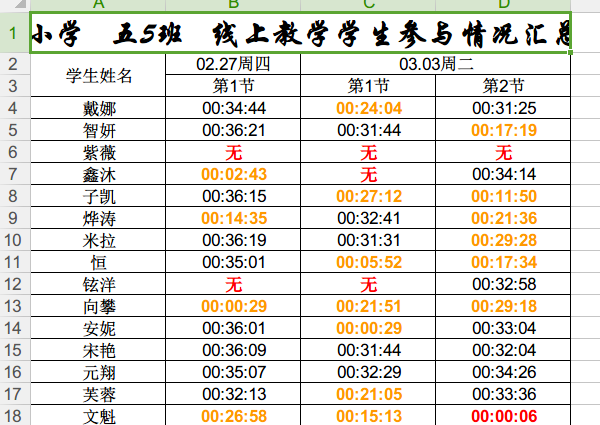 A B C D
1 小学 五5班 线上教学学生参与情况汇总
2 学生姓名 02.27周四 03.03周二
3 第1节 第1节 第2节
4 戴娜 00:34:44 00:24:04 00:31:25
5 智妍 00:36:21 00:31:44 00:17:19
6 紫薇 无 无 无
7 鑫沐 00:02:43 无 00:34:14
8 子凯 00:36:15 00:27:12 00:11:50
9 烨涛 00:14:35 00:32:41 00:21:36
10 米拉 00:36:19 00:31:31 00:29:28
11 恒 00:35:01 00:05:52 00:17:34
12 铉洋 无 无 00:32:58
13 向攀 00:00:29 00:21:51 00:29:18
14 安妮 00:36:01 00:00:29 00:33:04
15 宋艳 00:36:09 00:31:44 00:32:04
16 元翔 00:35:07 00:32:29 00:34:26
17 芙蓉 00:32:13 00:21:05 00:33:36
18 文魁 00:26:58 00:15:13 00:00:06